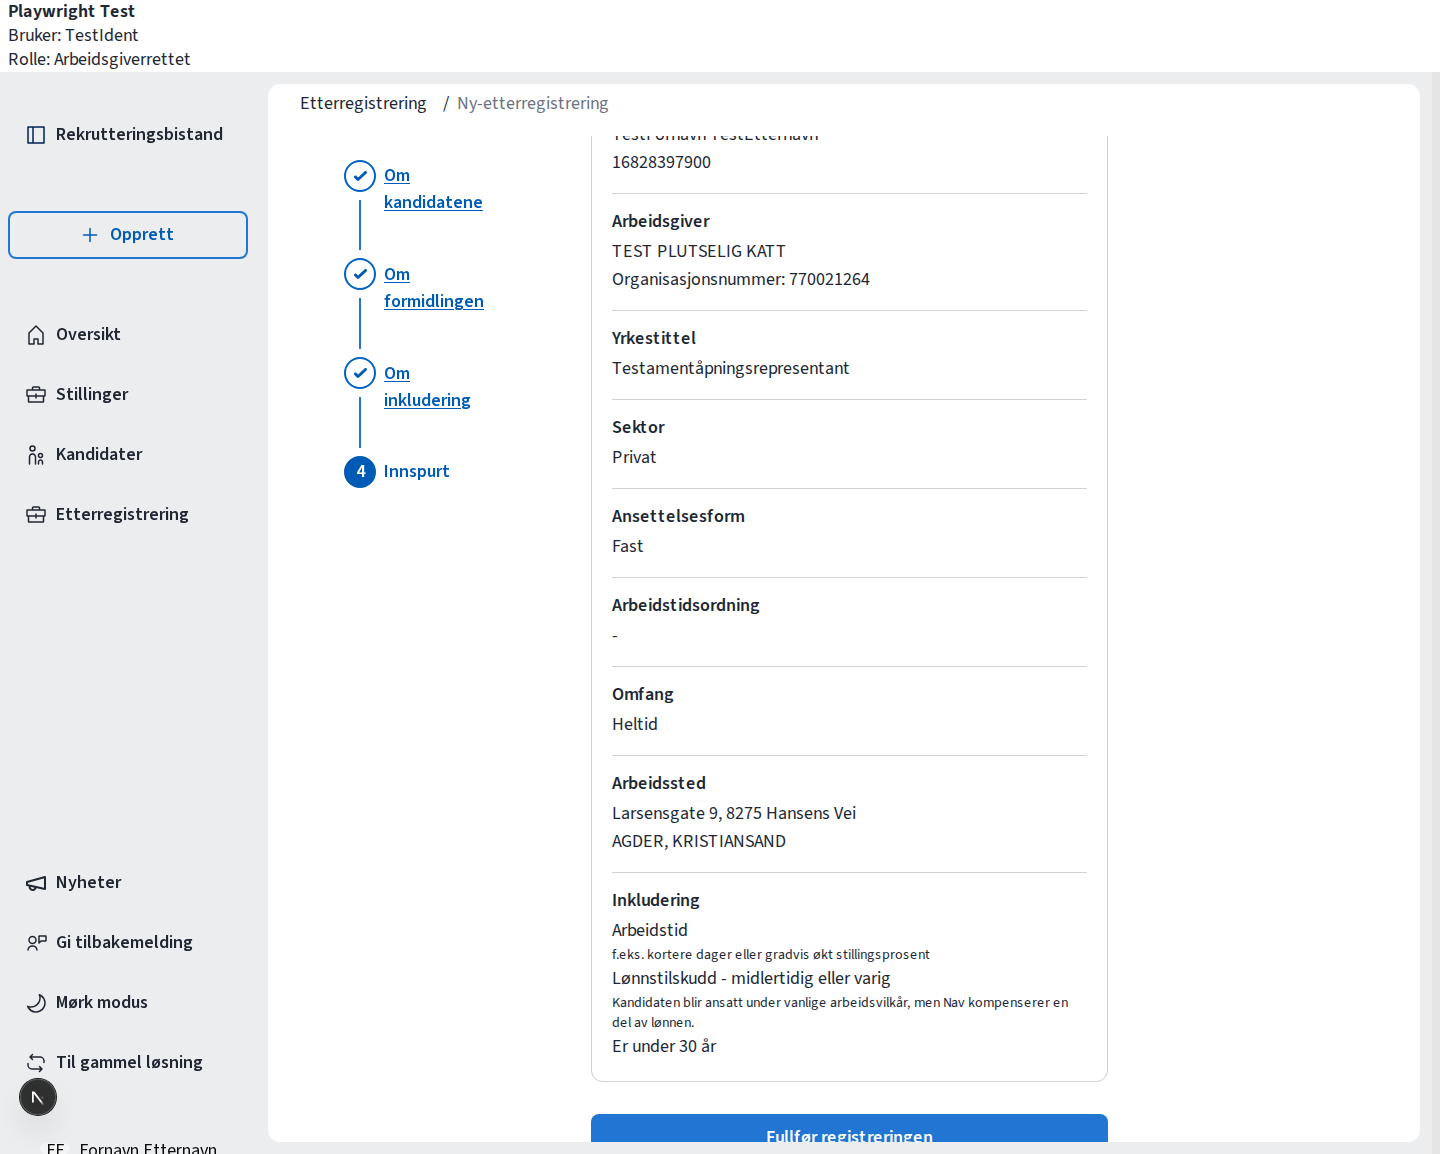 Playwright Test
Bruker: TestIdent
Rolle: Arbeidsgiverrettet
Rekrutteringsbistand
Opprett
Oversikt
Stillinger
Kandidater
Etterregistrering
Nyheter
Gi tilbakemelding
Mørk modus
Til gammel løsning
N
FE Fornavn Etternavn
Etterregistrering / Ny-etterregistrering
Om
kandidatene
Om
formidlingen
Om
inkludering
4 Innspurt
TestFornavn TestEtternavn
16828397900
Arbeidsgiver
TEST PLUTSELIG KATT
Organisasjonsnummer: 770021264
Yrkestittel
Testamentåpningsrepresentant
Sektor
Privat
Ansettelsesform
Fast
Arbeidstidsordning
-
Omfang
Heltid
Arbeidssted
Larsensgate 9, 8275 Hansens Vei
AGDER, KRISTIANSAND
Inkludering
Arbeidstid
f.eks. kortere dager eller gradvis økt stillingsprosent
Lønnstilskudd - midlertidig eller varig
Kandidaten blir ansatt under vanlige arbeidsvilkår, men Nav kompenserer en
del av lønnen.
Er under 30 år
Fullfør registreringen